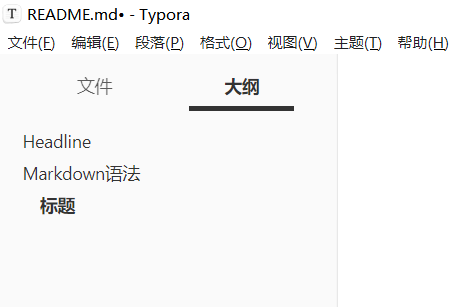 T README.md• - Typora
文件(F) 编辑(E) 段落(P) 格式(O) 视图(V) 主题(T) 帮助(H)
文件 大纲
Headline
Markdown语法
标题